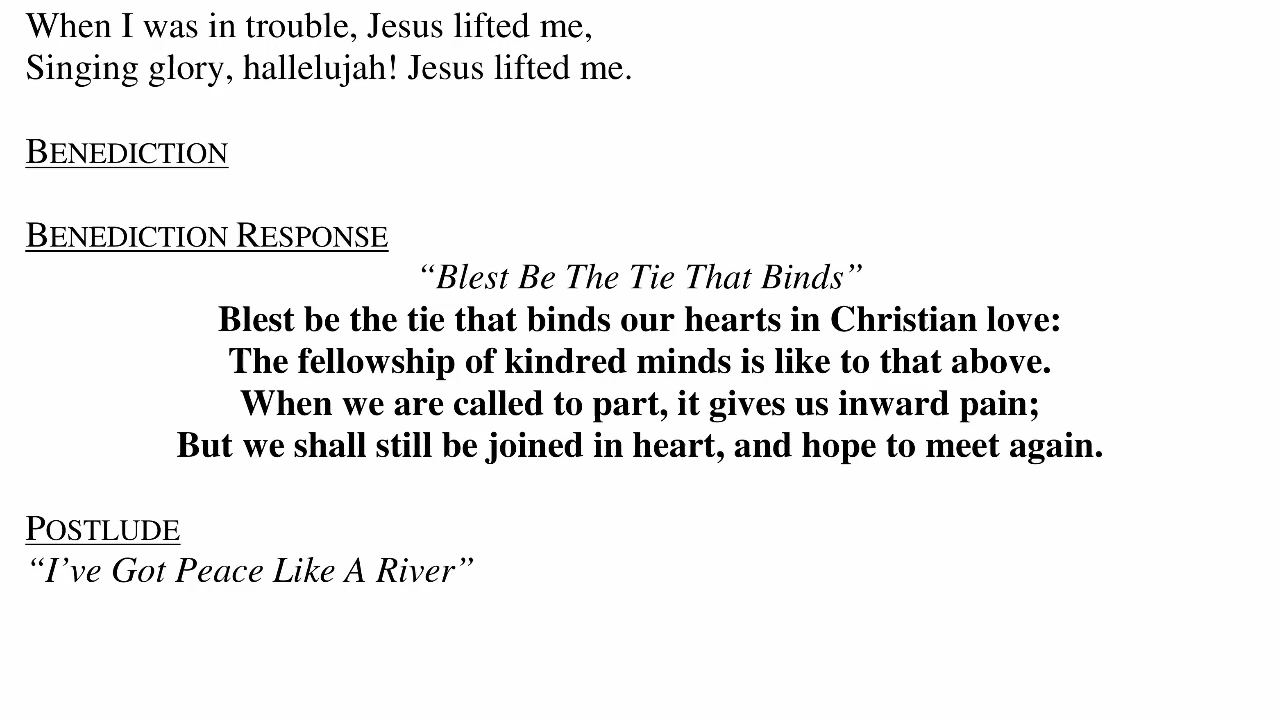 When I was in trouble, Jesus lifted me,
Singing glory, hallelujah! Jesus lifted me.
BENEDICTION
BENEDICTION RESPONSE
“Blest Be The Tie That Binds”
Blest be the tie that binds our hearts in Christian love:
The fellowship of kindred minds is like to that above.
When we are called to part, it gives us inward pain;
But we shall still be joined in heart, and hope to meet again.
POSTLUDE
“I’ve Got Peace Like A River”